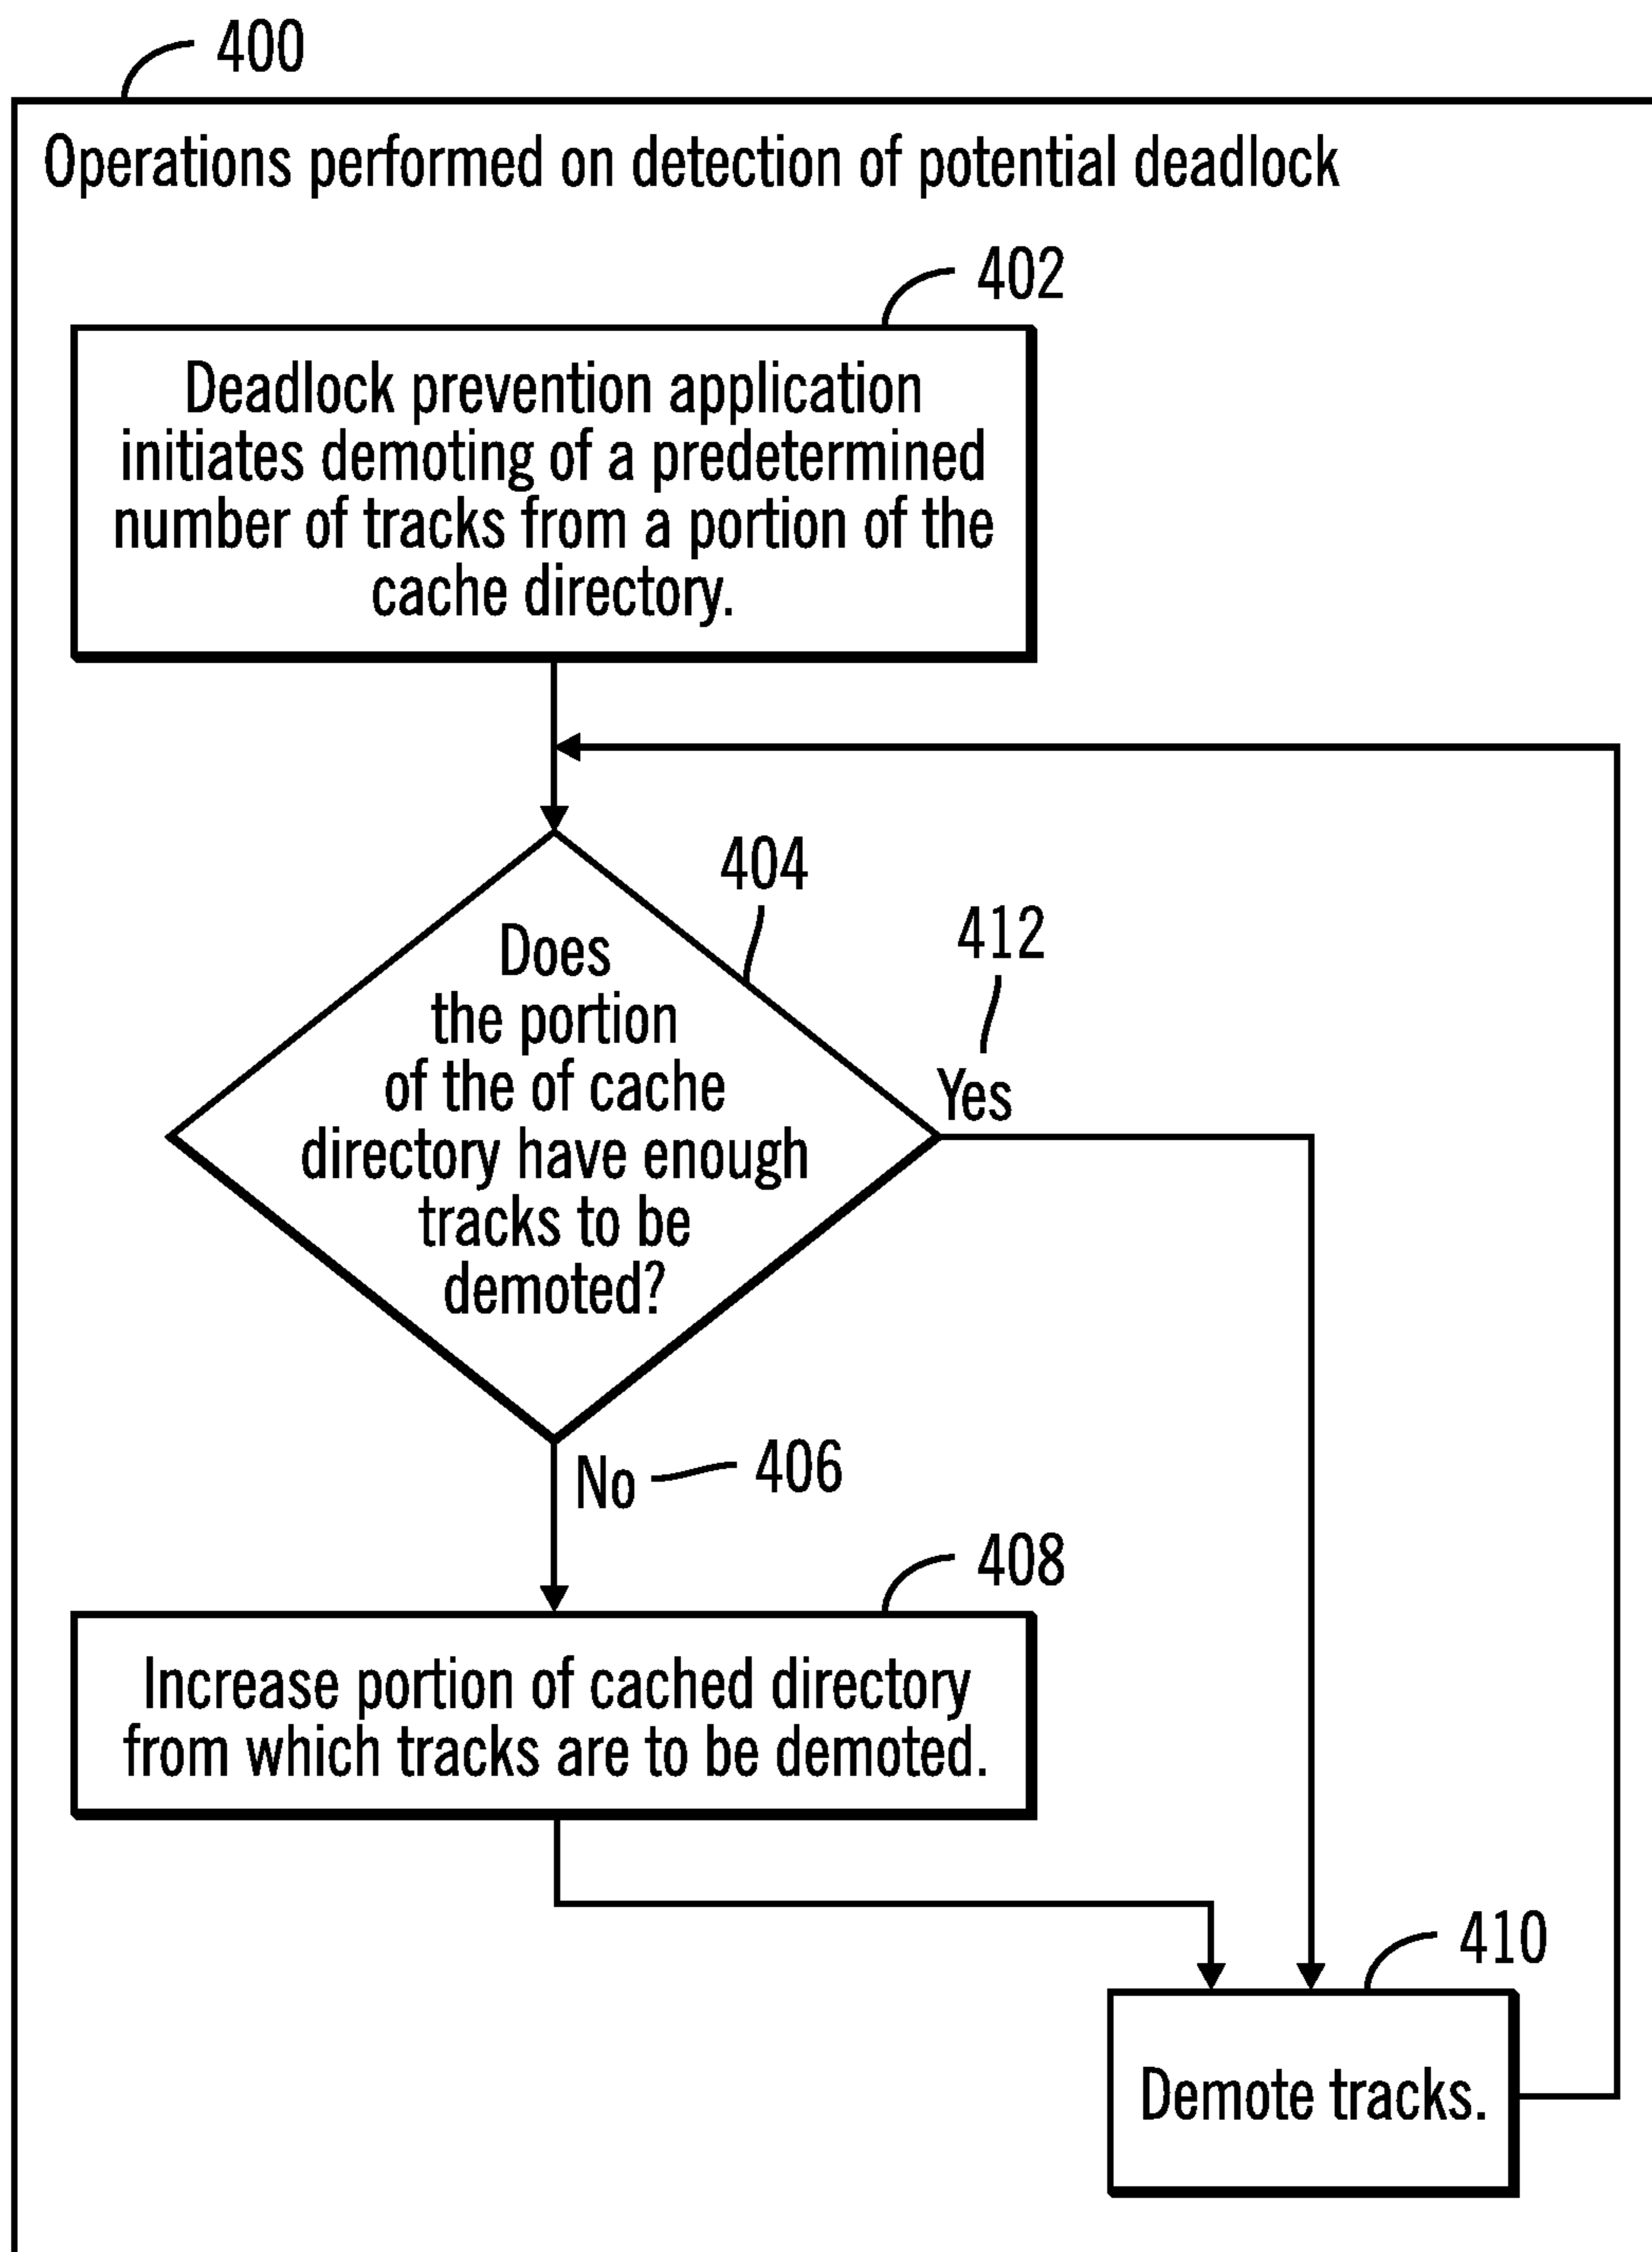 400
Operations performed on detection of potential deadlock
402
Deadlock prevention application
initiates demoting of a predetermined
number of tracks from a portion of the
cache directory.
404
412
Does
the portion
of the of cache
directory have enough
tracks to be
demoted?
Yes
No
406
408
Increase portion of cached directory
from which tracks are to be demoted.
410
Demote tracks.